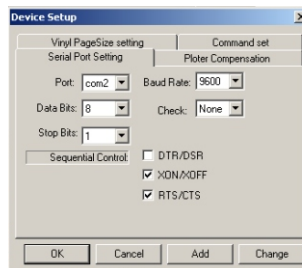 Device Setup
Vinyl PageSize setting Command set
Serial Port Setting Ploter Compensation
Port: com2 Baud Rate: 9600
Data Bits: 8 Check: None
Stop Bits: 1
Sequential Control: DTR/DSR
XON/XOFF
RTS/CTS
OK Cancel Add Change